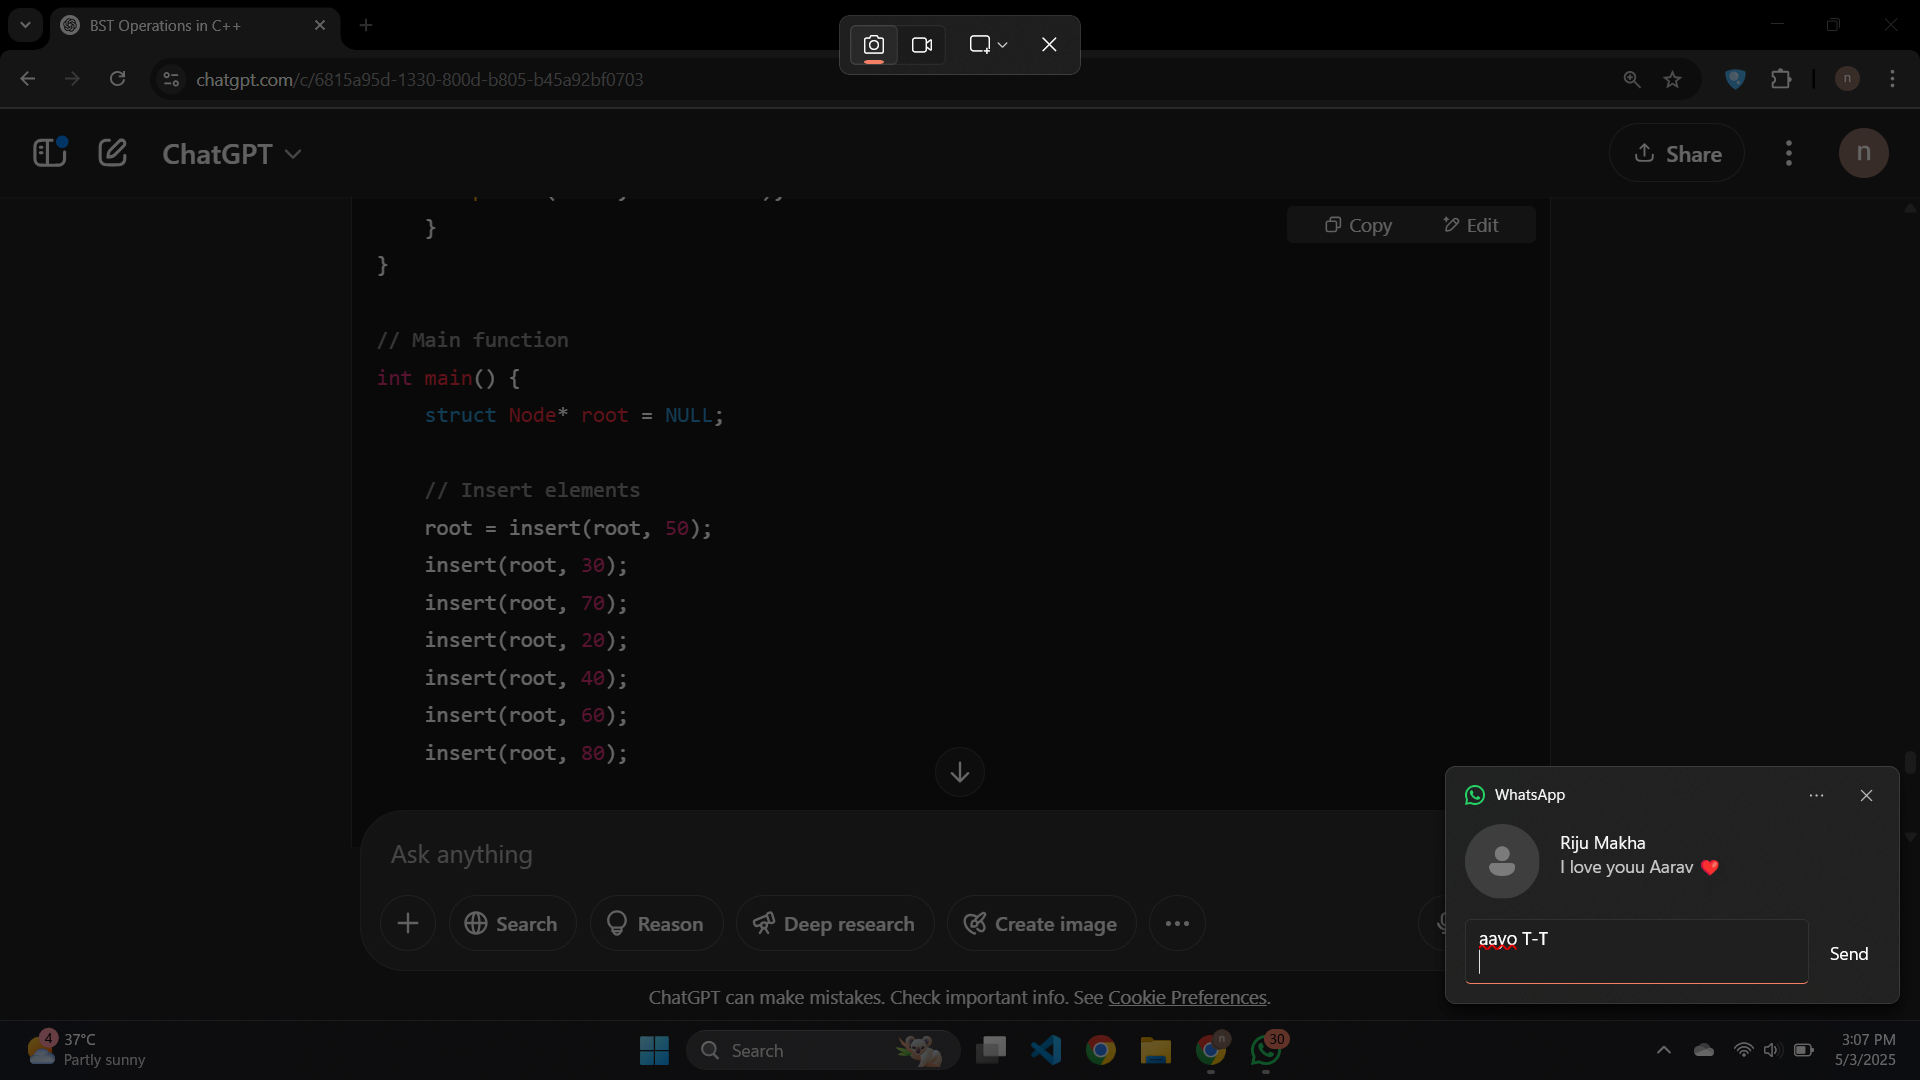 BST Operations in C++
chatgpt.com/c/6815a95d-1330-800d-b805-b45a92bf0703
n
ChatGPT
Share
n
Copy
Edit
}
}
// Main function
int main() {
struct Node* root = NULL;
// Insert elements
root = insert(root, 50);
insert(root, 30);
insert(root, 70);
insert(root, 20);
insert(root, 40);
insert(root, 60);
insert(root, 80);
Ask anything
Search
Reason
Deep research
Create image
ChatGPT can make mistakes. Check important info. See Cookie Preferences.
WhatsApp
Riju Makha
I love youu Aarav ❤️
aavo T-T
Send
4
37°C
Partly sunny
Search
n
30
3:07 PM
5/3/2025